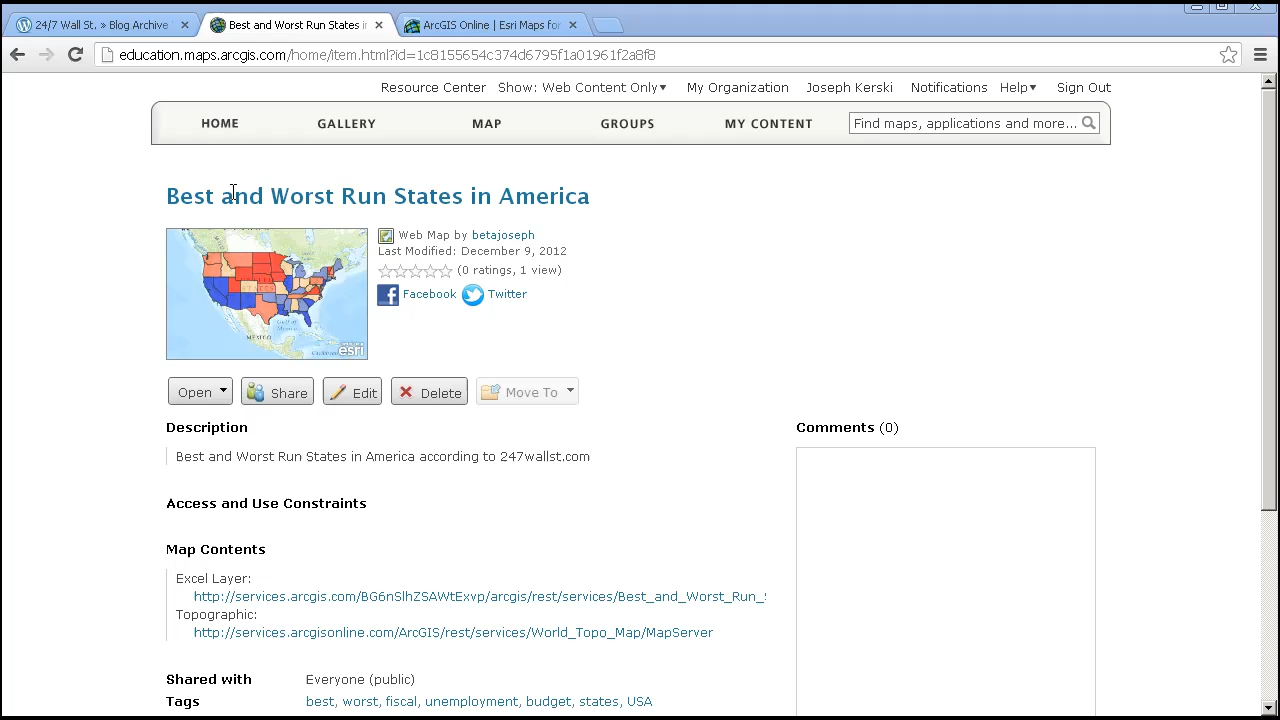 24/7 Wall St. » Blog Archive
Best and Worst Run States in
ArcGIS Online | Esri Maps for
education.maps.arcgis.com/home/item.html?id=1c8155654c374d6795f1a01961f2a8f8
Resource Center Show: Web Content Only My Organization Joseph Kerski Notifications Help Sign Out
HOME GALLERY MAP GROUPS MY CONTENT Find maps, applications and more...
Best and Worst Run States in America
Web Map by betajoseph
Last Modified: December 9, 2012
(0 ratings, 1 view)
Facebook Twitter
MEXICO
esri
Open Share Edit Delete Move To
Description
Comments (0)
Best and Worst Run States in America according to 247wallst.com
Access and Use Constraints
Map Contents
Excel Layer:
http://services.arcgis.com/BG6nSlhZSAWtExvp/arcgis/rest/services/Best_and_Worst_Run_
Topographic:
http://services.arcgisonline.com/ArcGIS/rest/services/World_Topo_Map/MapServer
Shared with Everyone (public)
Tags best, worst, fiscal, unemployment, budget, states, USA